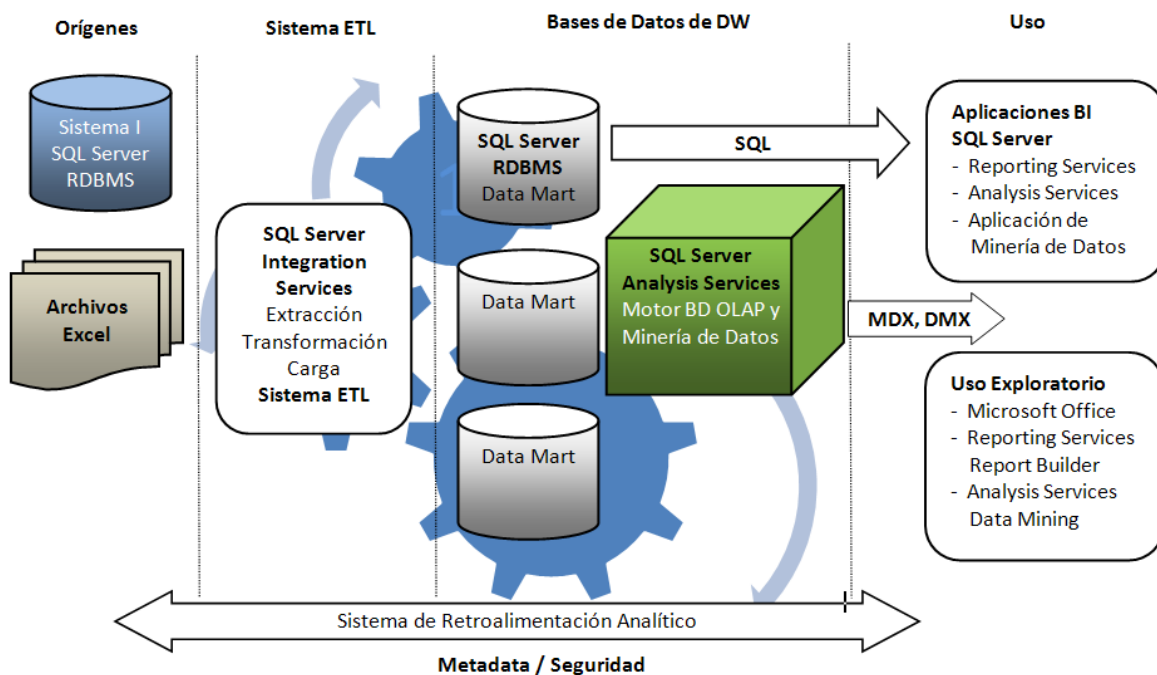 Orígenes
Sistema ETL
Bases de Datos de DW
Uso
Sistema I
SQL Server
RDBMS
Archivos
Excel
SQL Server
Integration
Services
Extracción
Transformación
Carga
Sistema ETL
1
SQL Server
RDBMS
Data Mart
Data Mart
Data Mart
SQL Server
Analysis Services
Motor BD OLAP y
Minería de Datos
SQL
MDX, DMX
Aplicaciones BI
SQL Server
- Reporting Services
- Analysis Services
- Aplicación de
Minería de Datos
Uso Exploratorio
- Microsoft Office
- Reporting Services
Report Builder
- Analysis Services
Data Mining
Sistema de Retroalimentación Analítico
Metadata / Seguridad